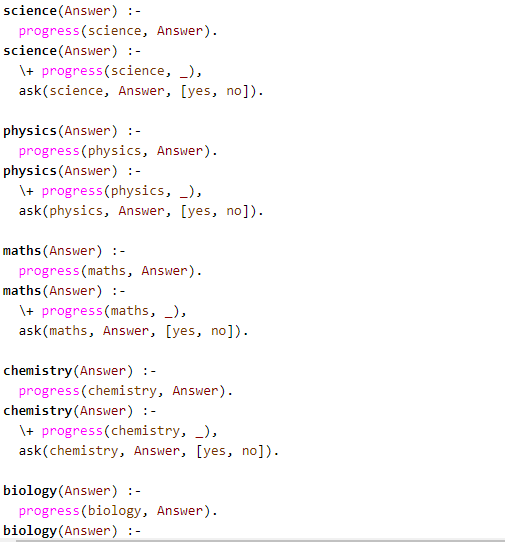 science(Answer) :-
  progress(science, Answer).
science(Answer) :-
  \+ progress(science, _),
  ask(science, Answer, [yes, no]).

physics(Answer) :-
  progress(physics, Answer).
physics(Answer) :-
  \+ progress(physics, _),
  ask(physics, Answer, [yes, no]).

maths(Answer) :-
  progress(maths, Answer).
maths(Answer) :-
  \+ progress(maths, _),
  ask(maths, Answer, [yes, no]).

chemistry(Answer) :-
  progress(chemistry, Answer).
chemistry(Answer) :-
  \+ progress(chemistry, _),
  ask(chemistry, Answer, [yes, no]).

biology(Answer) :-
  progress(biology, Answer).
biology(Answer) :-